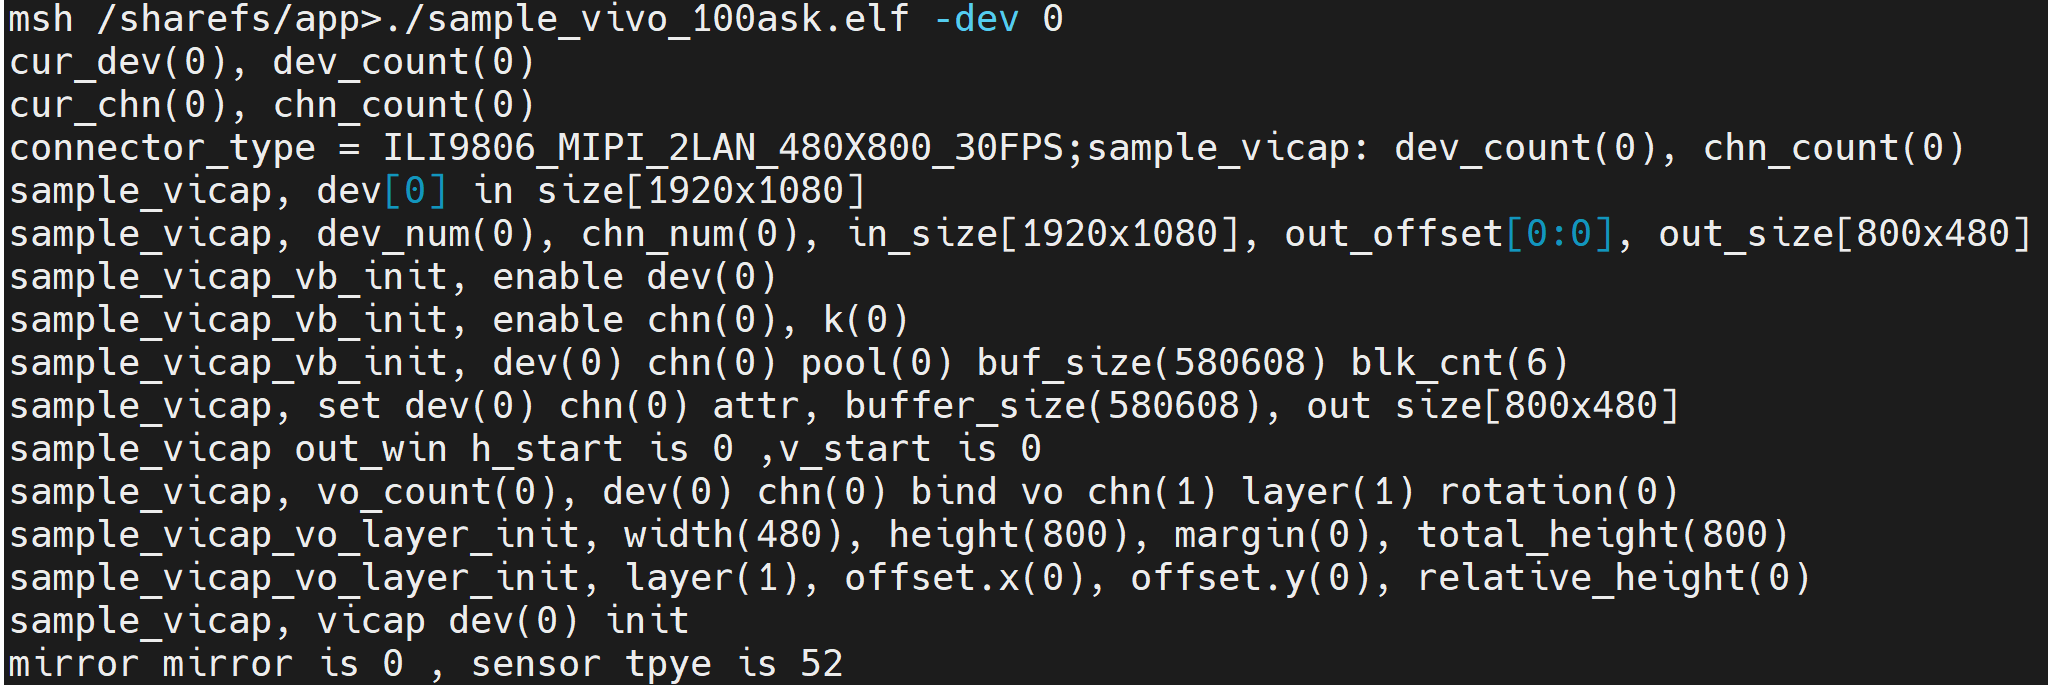 msh /sharefs/app>./sample_vivo_100ask.elf -dev 0
cur_dev(0), dev_count(0)
cur_chn(0), chn_count(0)
connector_type = ILI9806_MIPI_2LAN_480X800_30FPS;sample_vicap: dev_count(0), chn_count(0)
sample_vicap, dev[0] in size[1920x1080]
sample_vicap, dev_num(0), chn_num(0), in_size[1920x1080], out_offset[0:0], out_size[800x480]
sample_vicap_vb_init, enable dev(0)
sample_vicap_vb_init, enable chn(0), k(0)
sample_vicap_vb_init, dev(0) chn(0) pool(0) buf_size(580608) blk_cnt(6)
sample_vicap, set dev(0) chn(0) attr, buffer_size(580608), out size[800x480]
sample_vicap out_win h_start is 0 ,v_start is 0
sample_vicap, vo_count(0), dev(0) chn(0) bind vo chn(1) layer(1) rotation(0)
sample_vicap_vo_layer_init, width(480), height(800), margin(0), total_height(800)
sample_vicap_vo_layer_init, layer(1), offset.x(0), offset.y(0), relative_height(0)
sample_vicap, vicap dev(0) init
mirror mirror is 0 , sensor tpye is 52